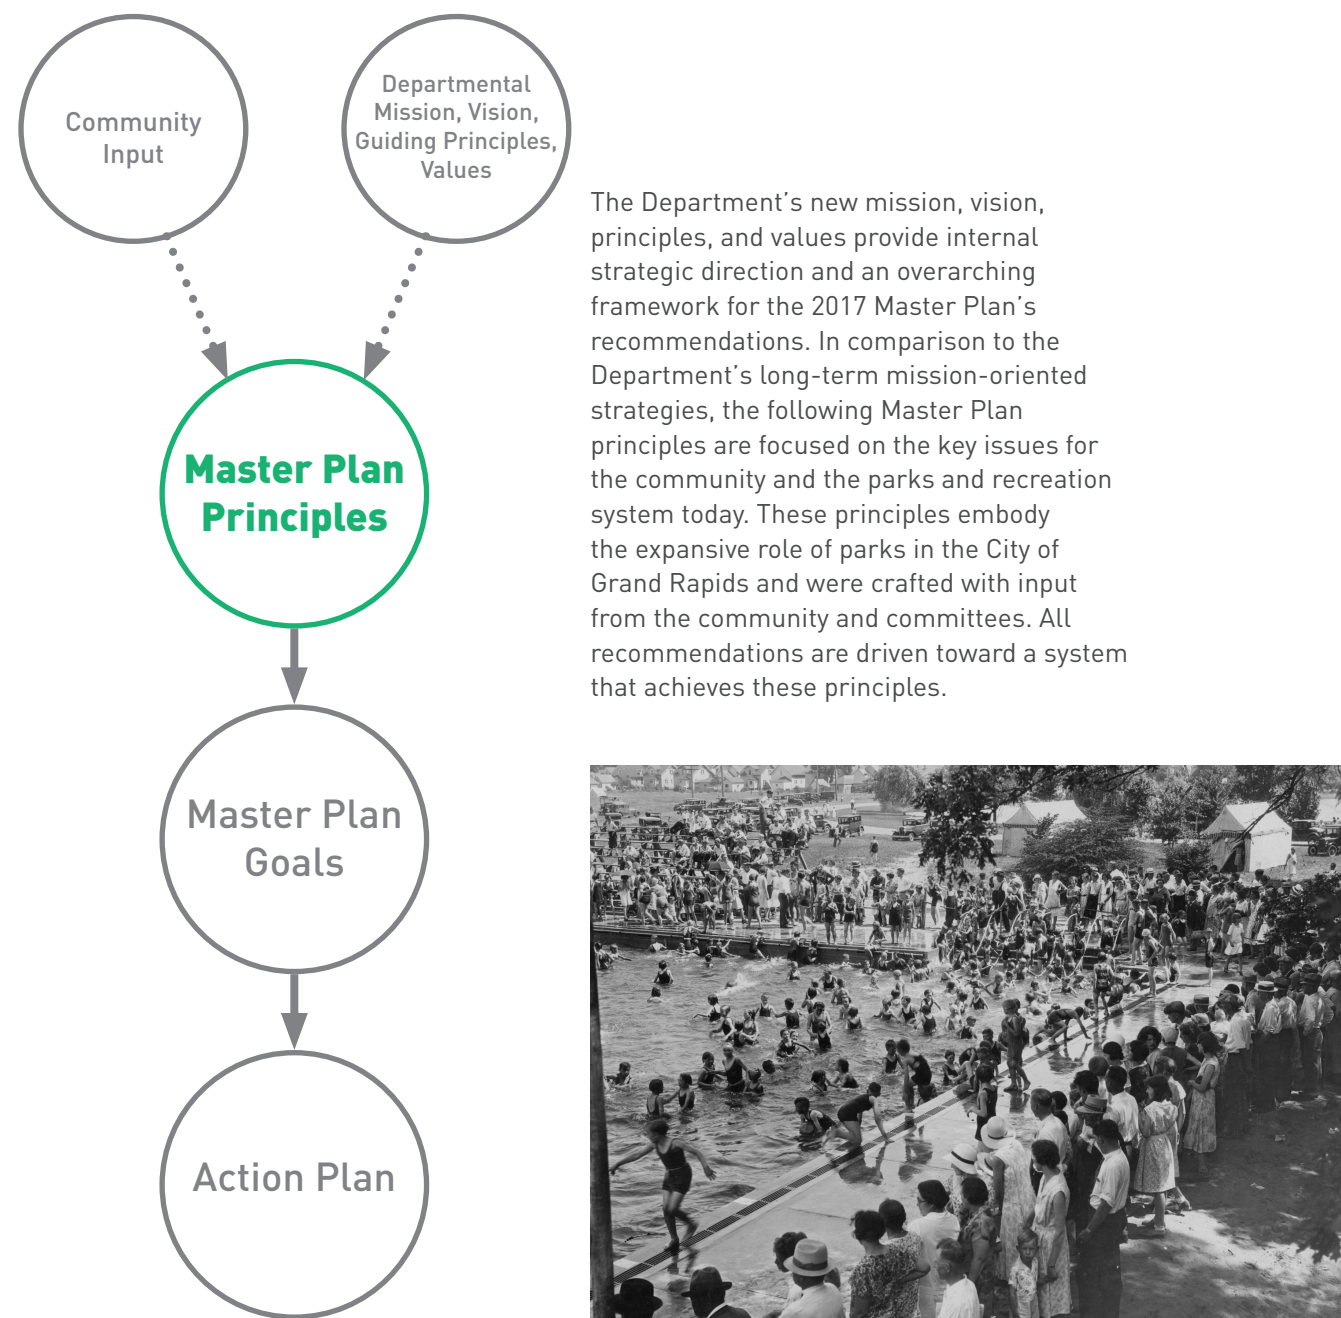 Community
Input
Departmental
Mission, Vision,
Guiding Principles,
Values
The Department’s new mission, vision,
principles, and values provide internal
strategic direction and an overarching
framework for the 2017 Master Plan’s
recommendations. In comparison to the
Department’s long-term mission-oriented
strategies, the following Master Plan
principles are focused on the key issues for
the community and the parks and recreation
system today. These principles embody
the expansive role of parks in the City of
Grand Rapids and were crafted with input
from the community and committees. All
recommendations are driven toward a system
that achieves these principles.
Master Plan
Principles
Master Plan
Goals
Action Plan